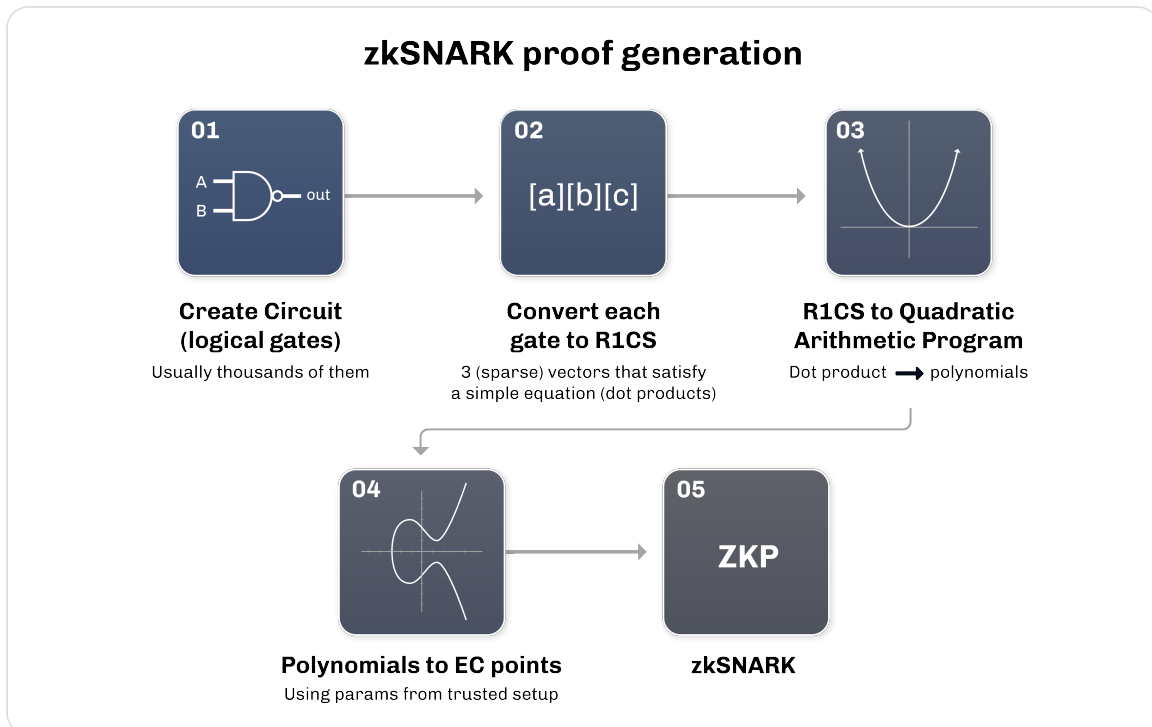 zkSNARK proof generation
01
A
B
out
02
[a][b][c]
03
Create Circuit
(logical gates)
Usually thousands of them
Convert each
gate to R1CS
3 (sparse) vectors that satisfy
a simple equation (dot products)
R1CS to Quadratic
Arithmetic Program
Dot product
polynomials
04
05
ZKP
Polynomials to EC points
Using params from trusted setup
zkSNARK